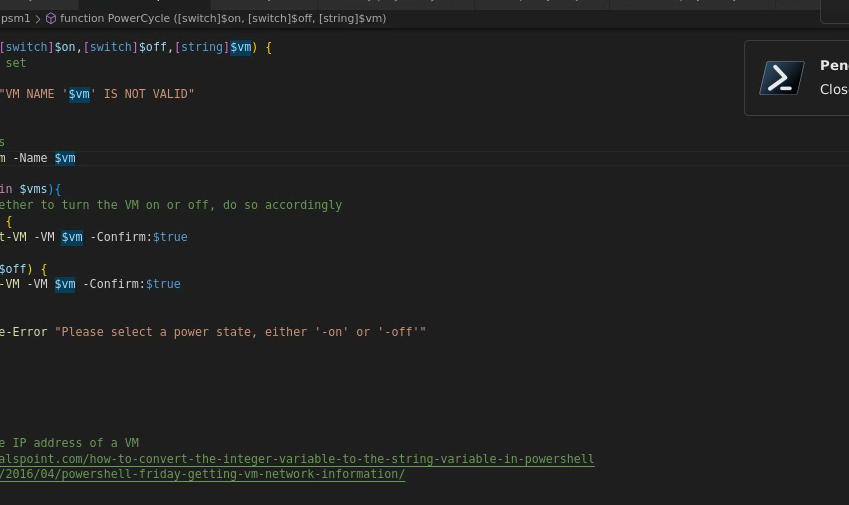 psm1 > function PowerCycle ([switch]$on, [switch]$off, [string]$vm)
[switch]$on,[switch]$off,[string]$vm) {
set
"VM NAME '$vm' IS NOT VALID"
s
m -Name $vm
in $vms){
ether to turn the VM on or off, do so accordingly
{
t-VM -VM $vm -Confirm:$true
$off) {
-VM -VM $vm -Confirm:$true
e-Error "Please select a power state, either '-on' or '-off'"
e IP address of a VM
alspoint.com/how-to-convert-the-integer-variable-to-the-string-variable-in-powershell
/2016/04/powershell-friday-getting-vm-network-information/
Pen
Close